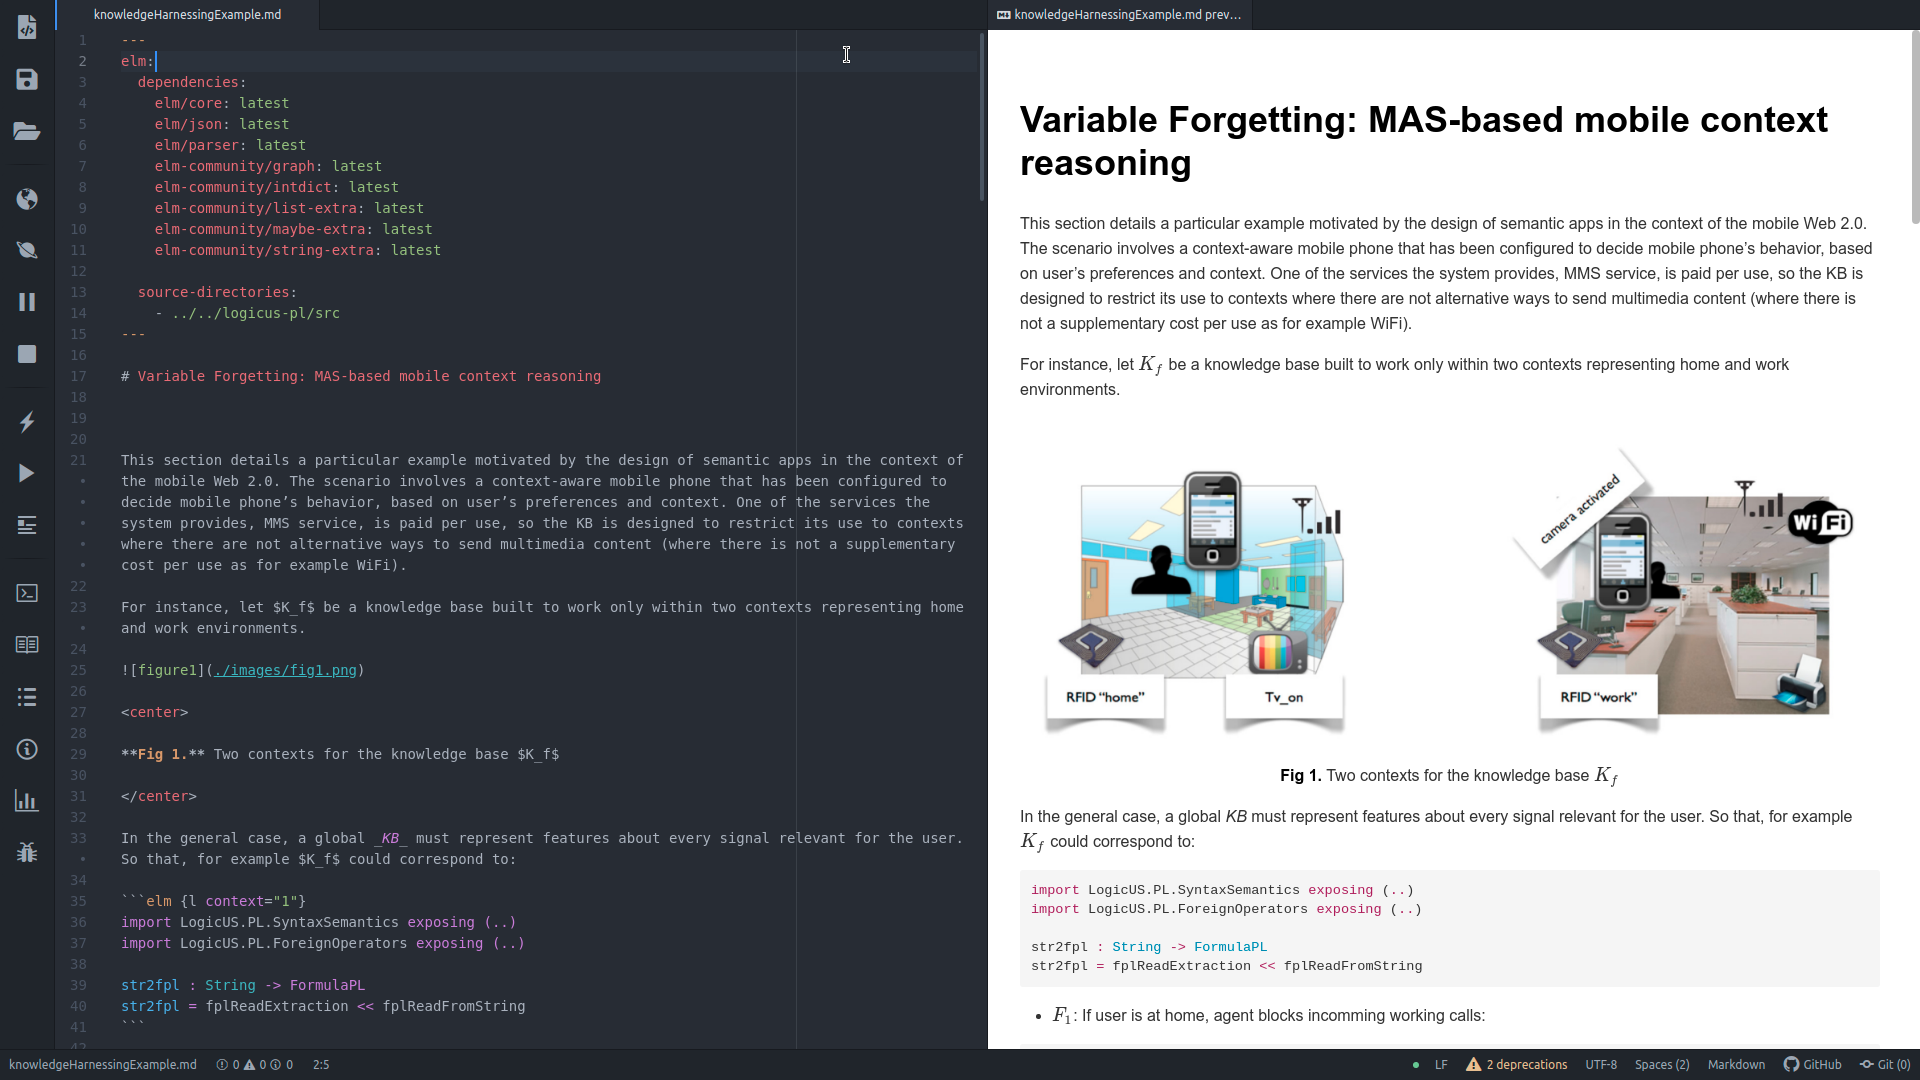 knowledgeHarnessingExample.md
1 ---
2 elm:
3 dependencies:
4 elm/core: latest
5 elm/json: latest
6 elm/parser: latest
7 elm-community/graph: latest
8 elm-community/intdict: latest
9 elm-community/list-extra: latest
10 elm-community/maybe-extra: latest
11 elm-community/string-extra: latest
12
13 source-directories:
14 - ../../logicus-pl/src
15 ---
16
17 # Variable Forgetting: MAS-based mobile context reasoning
18
19
20
21 This section details a particular example motivated by the design of semantic apps in the context of
• the mobile Web 2.0. The scenario involves a context-aware mobile phone that has been configured to
• decide mobile phone’s behavior, based on user’s preferences and context. One of the services the
• system provides, MMS service, is paid per use, so the KB is designed to restrict its use to contexts
• where there are not alternative ways to send multimedia content (where there is not a supplementary
• cost per use as for example WiFi).
22
23 For instance, let $K_f$ be a knowledge base built to work only within two contexts representing home
• and work environments.
24
25 ![figure1](./images/fig1.png)
26
27 <center>
28
29 **Fig 1.** Two contexts for the knowledge base $K_f$
30
31 </center>
32
33 In the general case, a global _KB_ must represent features about every signal relevant for the user.
• So that, for example $K_f$ could correspond to:
34
35 ```elm {l context="1"}
36 import LogicUS.PL.SyntaxSemantics exposing (..)
37 import LogicUS.PL.ForeignOperators exposing (..)
38
39 str2fpl : String -> FormulaPL
40 str2fpl = fplReadExtraction << fplReadFromString
41 ```
42
knowledgeHarnessingExample.md prev...
Variable Forgetting: MAS-based mobile context
reasoning
This section details a particular example motivated by the design of semantic apps in the context of the mobile Web 2.0.
The scenario involves a context-aware mobile phone that has been configured to decide mobile phone’s behavior, based
on user’s preferences and context. One of the services the system provides, MMS service, is paid per use, so the KB is
designed to restrict its use to contexts where there are not alternative ways to send multimedia content (where there is
not a supplementary cost per use as for example WiFi).
For instance, let K_f be a knowledge base built to work only within two contexts representing home and work
environments.
camera activated
Wi Fi
RFID “home”
Tv_on
RFID “work”
Fig 1. Two contexts for the knowledge base K_f
In the general case, a global KB must represent features about every signal relevant for the user. So that, for example
K_f could correspond to:
import LogicUS.PL.SyntaxSemantics exposing (..)
import LogicUS.PL.ForeignOperators exposing (..)
str2fpl : String -> FormulaPL
str2fpl = fplReadExtraction << fplReadFromString
• F_1: If user is at home, agent blocks incomming working calls:
knowledgeHarnessingExample.md 0 0 0 2:5
LF 2 deprecations UTF-8 Spaces (2) Markdown GitHub Git (0)